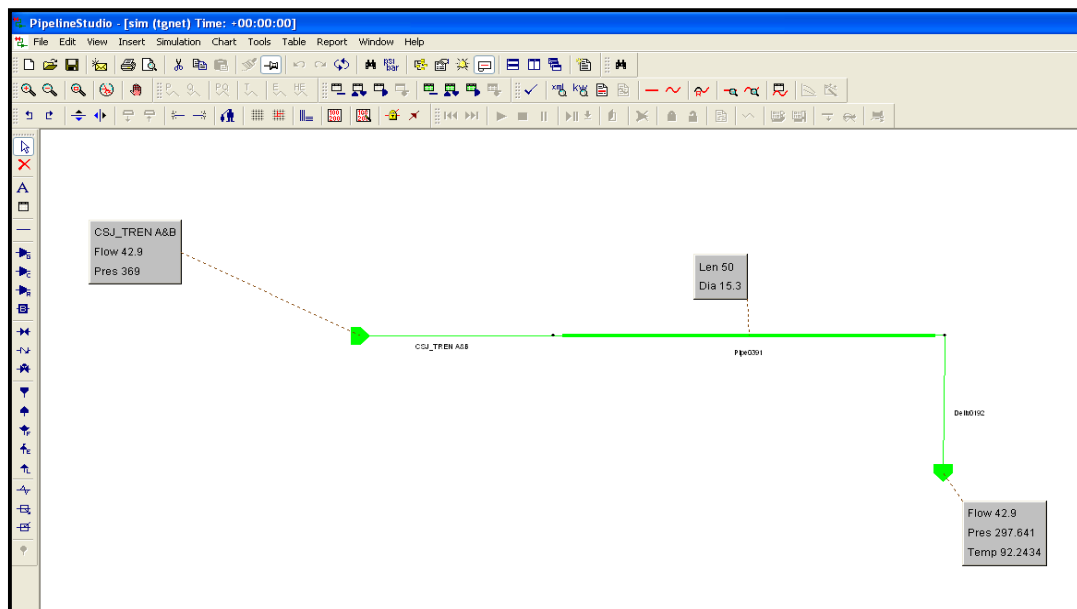 PipelineStudio - [sim (tgnet) Time: +00:00:00]
File Edit View Insert Simulation Chart Tools Table Report Window Help
CSJ_TREN A&B
Flow 42.9
Pres 369
Len 50
Dia 15.3
CSJ_TREN A&B
Pipe0391
Flow 42.9
Pres 297.641
Temp 92.2434